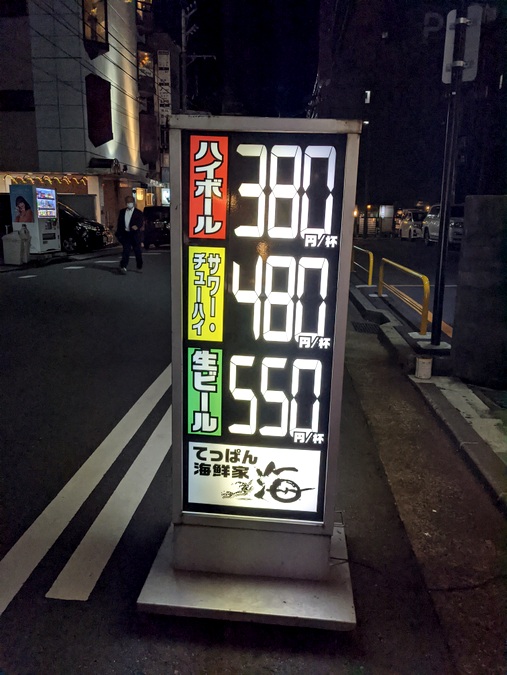 ハイボール
380
円/杯
サワー・
チューハイ
480
円/杯
生ビール
550
円/杯
てっぱん
海鮮家
海